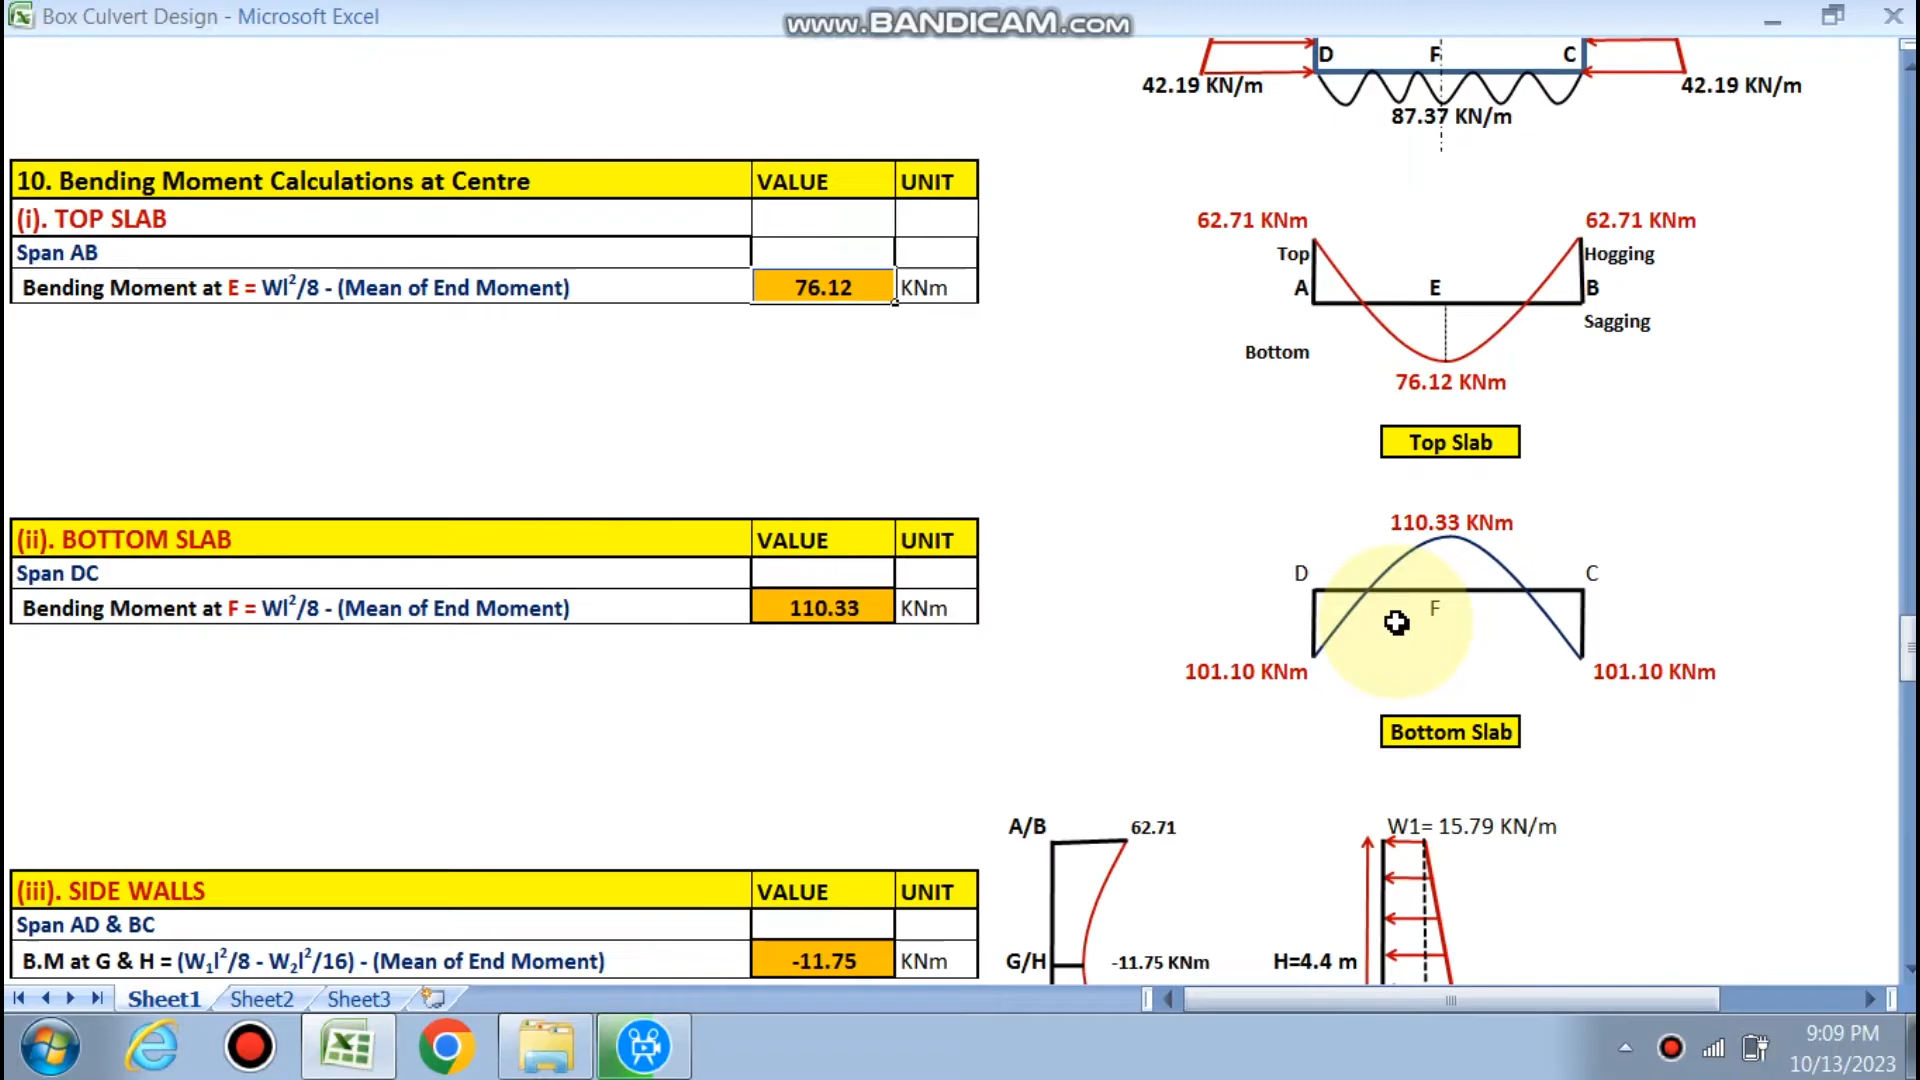 Box Culvert Design - Microsoft Excel
www.BANDICAM.com
D F C
42.19 KN/m 42.19 KN/m
87.37 KN/m
10. Bending Moment Calculations at Centre VALUE UNIT
(i). TOP SLAB
Span AB
Bending Moment at E = Wl²/8 - (Mean of End Moment) 76.12 KNm
62.71 KNm 62.71 KNm
Top Hogging
A E B
Sagging
Bottom
76.12 KNm
Top Slab
(ii). BOTTOM SLAB VALUE UNIT
Span DC
Bending Moment at F = Wl²/8 - (Mean of End Moment) 110.33 KNm
110.33 KNm
D C
F
101.10 KNm 101.10 KNm
Bottom Slab
A/B 62.71
G/H -11.75 KNm
W1= 15.79 KN/m
H=4.4 m
(iii). SIDE WALLS VALUE UNIT
Span AD & BC
B.M at G & H = (W₁l²/8 - W₂l²/16) - (Mean of End Moment) -11.75 KNm
Sheet1 Sheet2 Sheet3
9:09 PM
10/13/2023